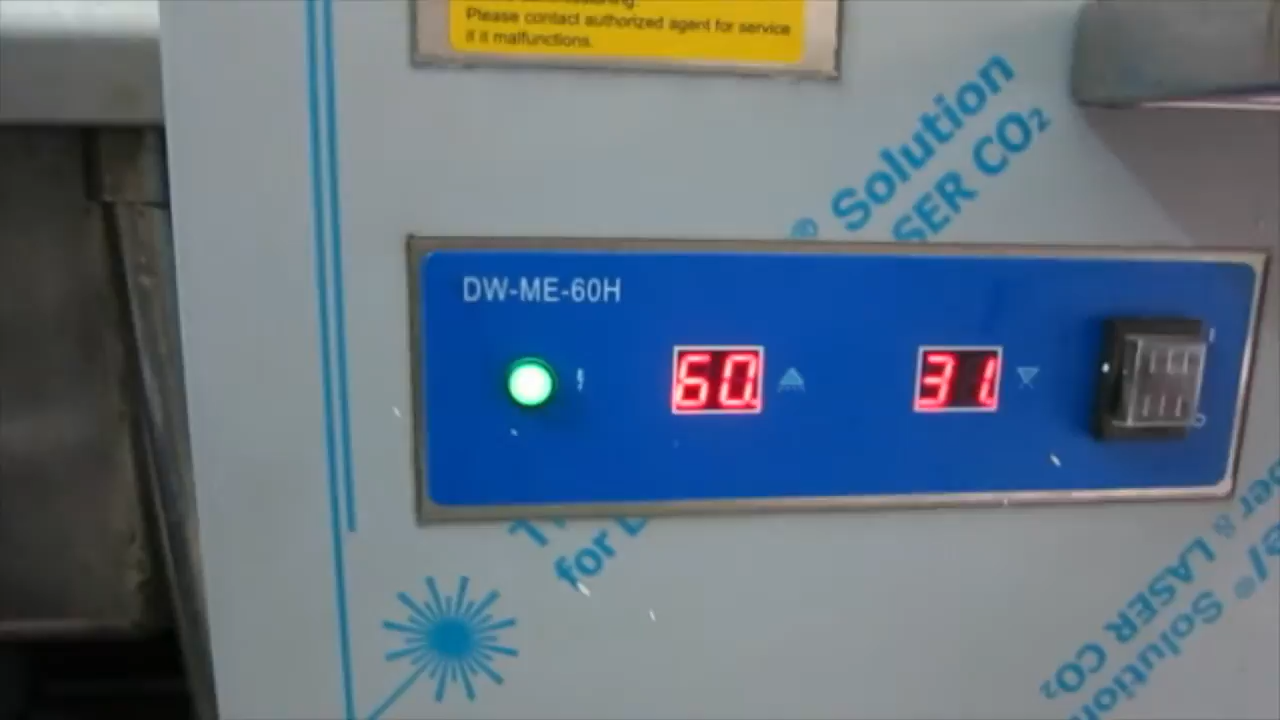 Please contact authorized agent for service
if it malfunctions.
® Solution
SER CO₂
DW-ME-60H
60.
31.
for
& LASER CO₂
® Solution